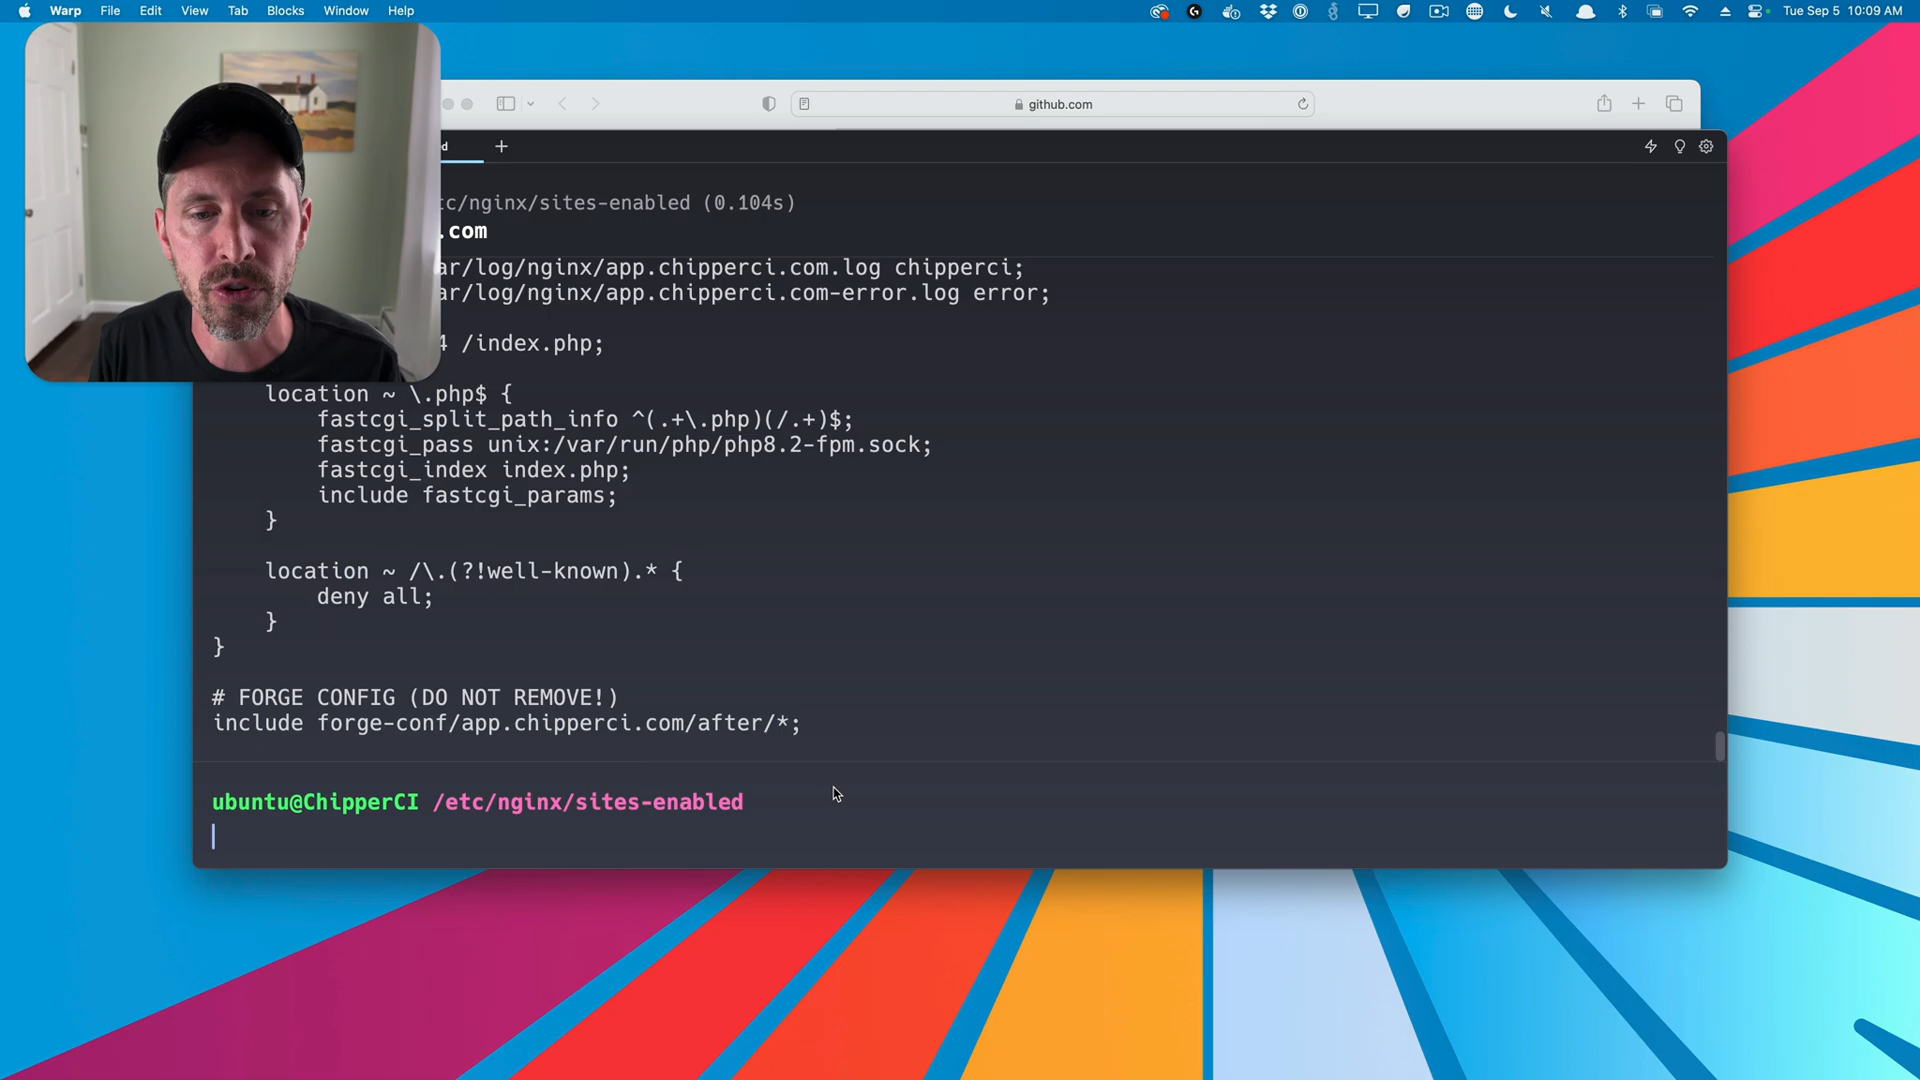 Warp File Edit View Tab Blocks Window Help Tue Sep 5 10:09 AM
github.com
d +
tc/nginx/sites-enabled (0.104s)
.com
ar/log/nginx/app.chipperci.com.log chipperci;
ar/log/nginx/app.chipperci.com-error.log error;
4 /index.php;
location ~ \.php$ {
fastcgi_split_path_info ^(.+\.php)(/.+)$;
fastcgi_pass unix:/var/run/php/php8.2-fpm.sock;
fastcgi_index index.php;
include fastcgi_params;
}
location ~ /\.(?!well-known).* {
deny all;
}
}
# FORGE CONFIG (DO NOT REMOVE!)
include forge-conf/app.chipperci.com/after/*;
ubuntu@ChipperCI /etc/nginx/sites-enabled